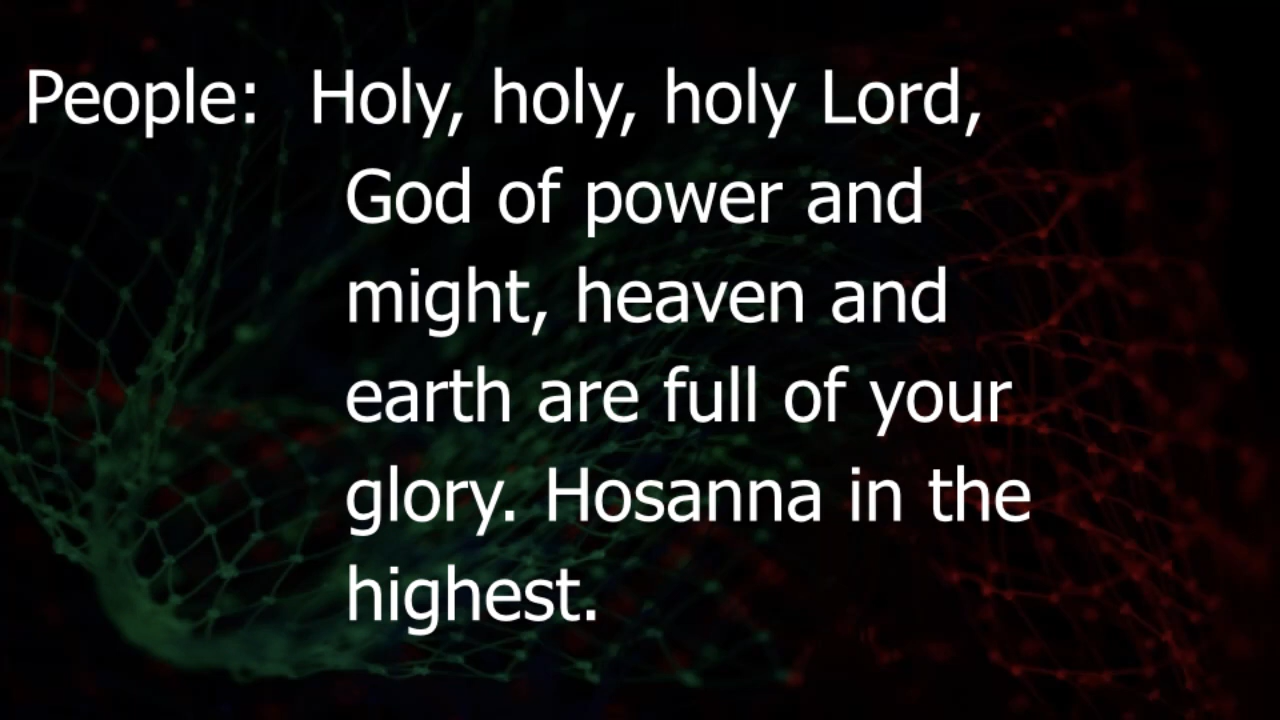 People: Holy, holy, holy Lord,
God of power and
might, heaven and
earth are full of your
glory. Hosanna in the
highest.